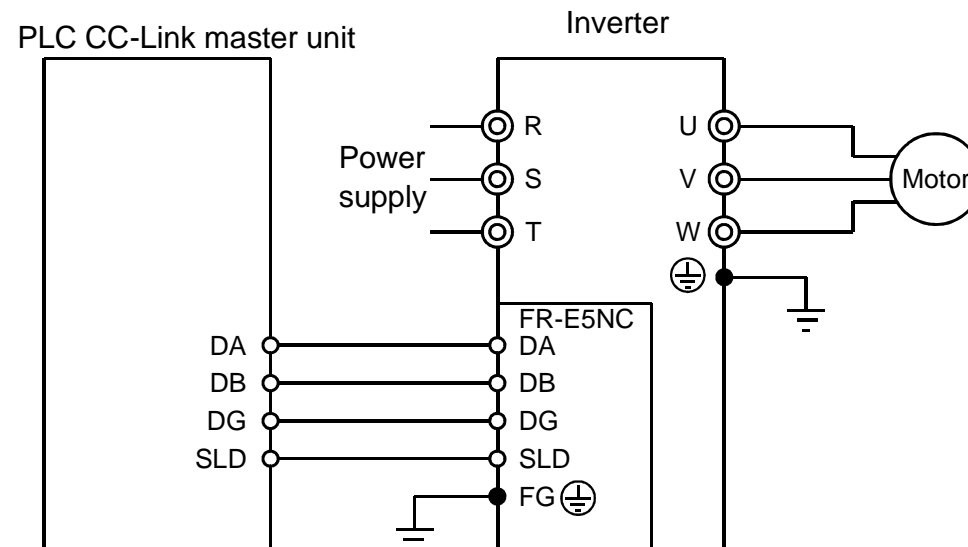 PLC CC-Link master unit
Inverter
R
S
T
Power
supply
U
V
W
Motor
FR-E5NC
DA
DB
DG
SLD
DA
DB
DG
SLD
FG